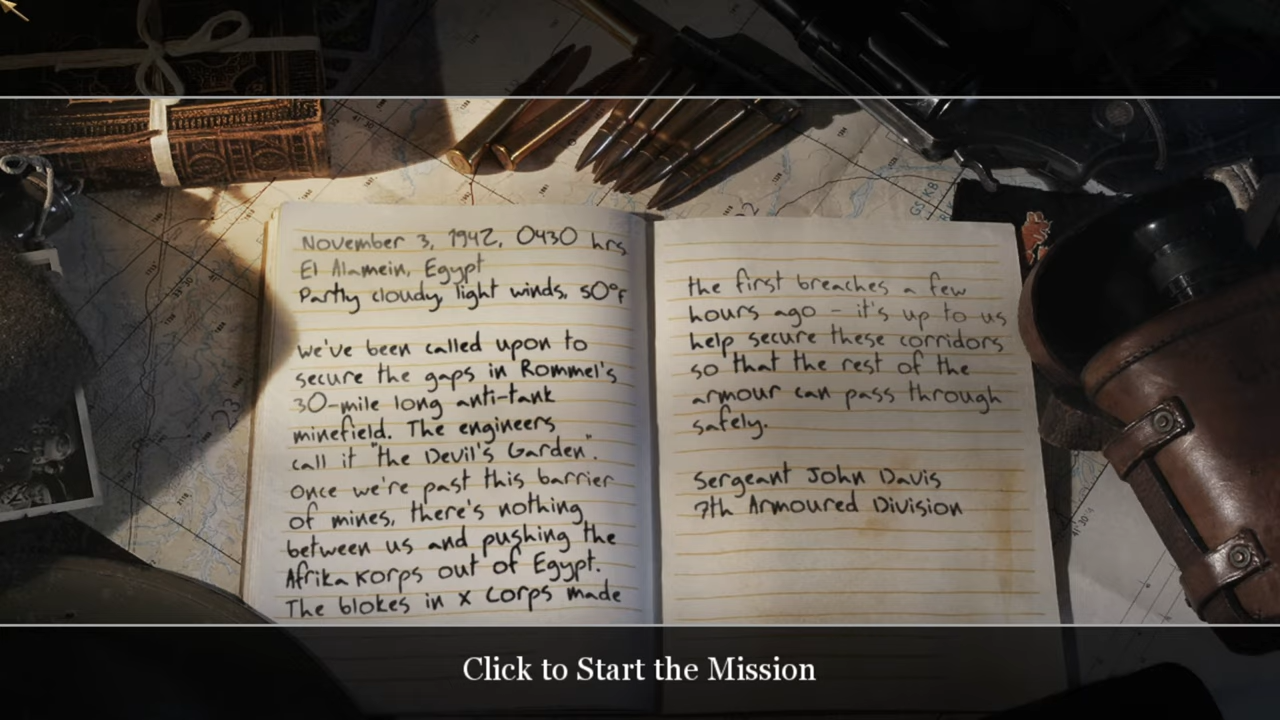 November 3, 1942, 0430 hrs
El Alamein, Egypt
Partly cloudy, light winds, 50°F
We've been called upon to
secure the gaps in Rommel's
30-mile long anti-tank
minefield. The engineers
call it "the Devil's Garden".
Once we're past this barrier
of mines, there's nothing
between us and pushing the
Afrika Korps out of Egypt.
The blokes in X Corps made
the first breaches a few
hours ago - it's up to us
help secure these corridors
so that the rest of the
armour can pass through
safely.
Sergeant John Davis
7th Armoured Division
Click to Start the Mission